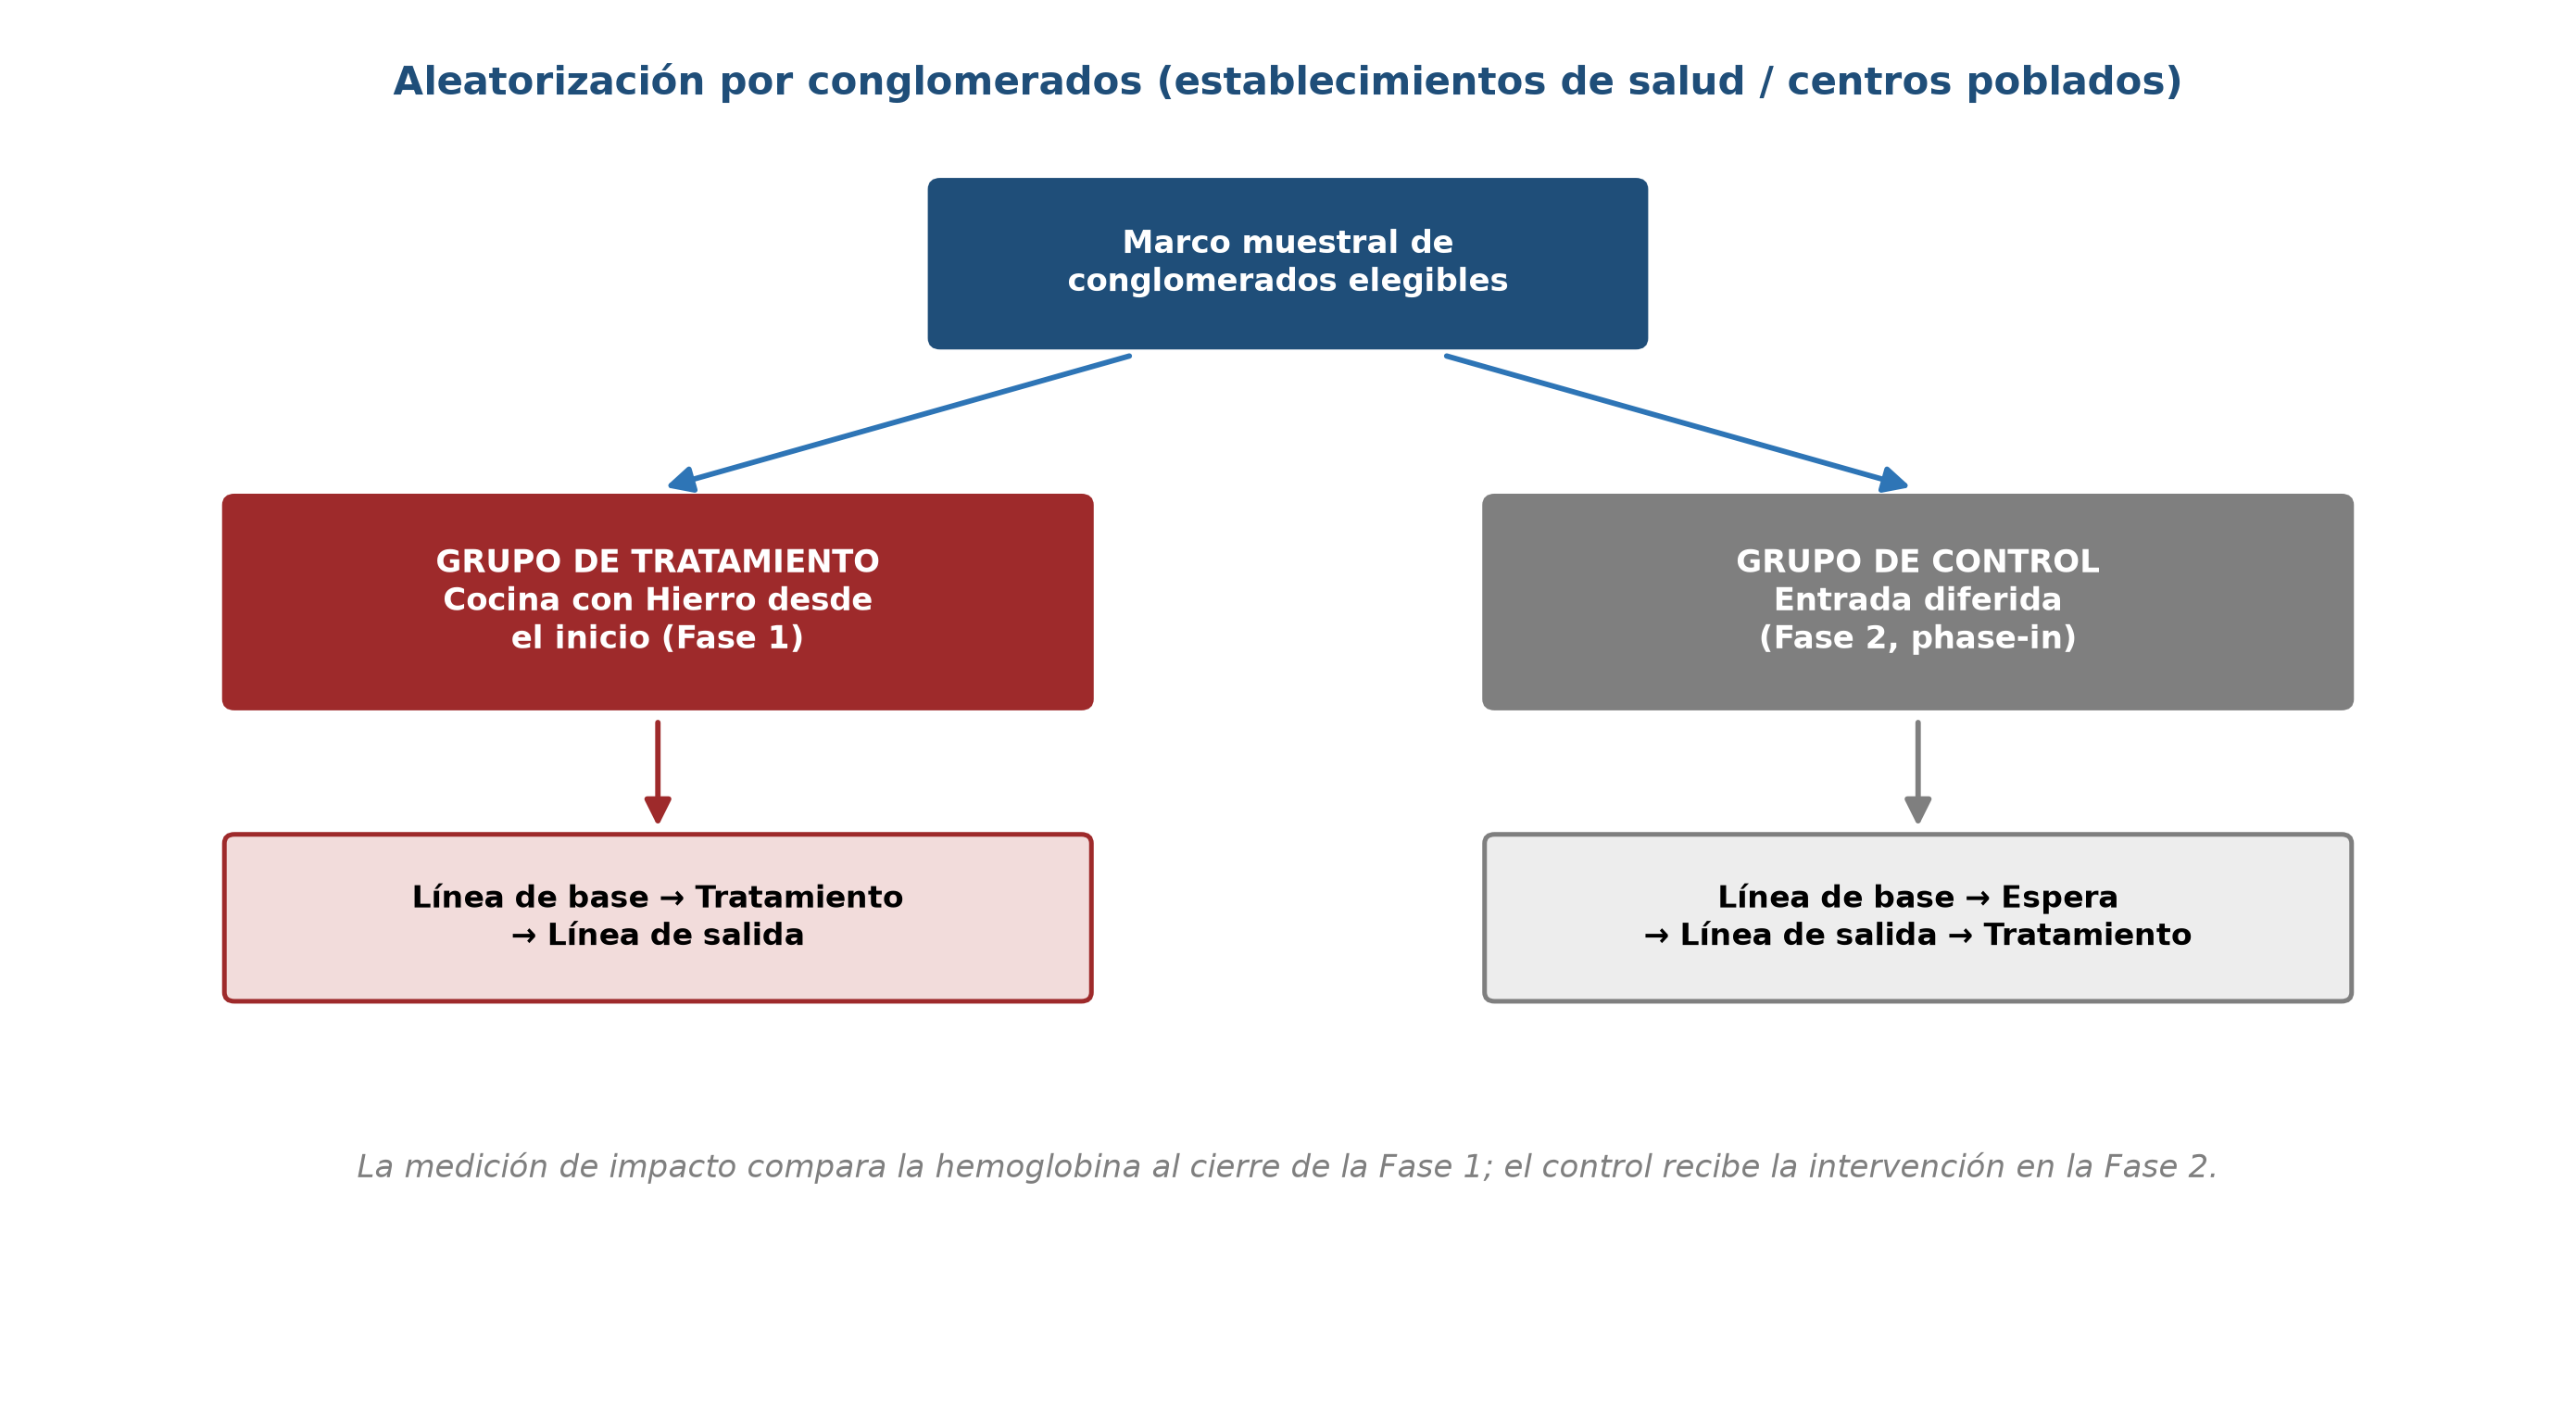 Aleatorización por conglomerados (establecimientos de salud / centros poblados)
Marco muestral de
conglomerados elegibles
GRUPO DE TRATAMIENTO
Cocina con Hierro desde
el inicio (Fase 1)
GRUPO DE CONTROL
Entrada diferida
(Fase 2, phase-in)
Línea de base → Tratamiento
→ Línea de salida
Línea de base → Espera
→ Línea de salida → Tratamiento
La medición de impacto compara la hemoglobina al cierre de la Fase 1; el control recibe la intervención en la Fase 2.